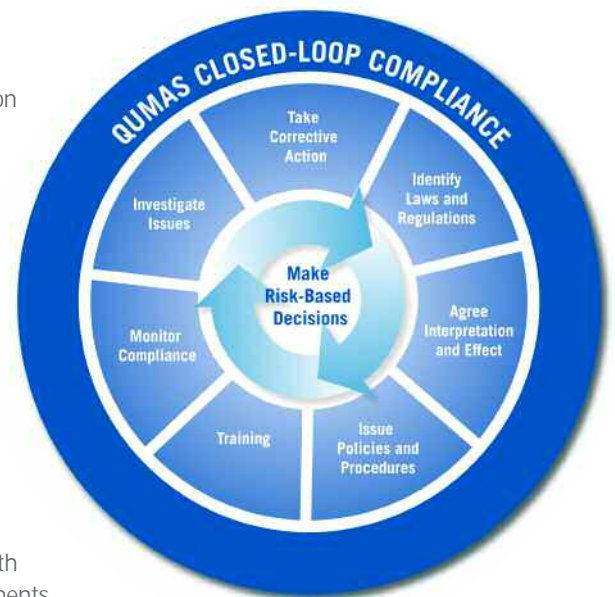 on
QUMAS CLOSED-LOOP COMPLIANCE
Take
Corrective
Action
Identify
Laws and
Regulations
Agree
Interpretation
and Effect
Issue
Policies and
Procedures
Training
Monitor
Compliance
Investigate
Issues
Make
Risk-Based
Decisions
th